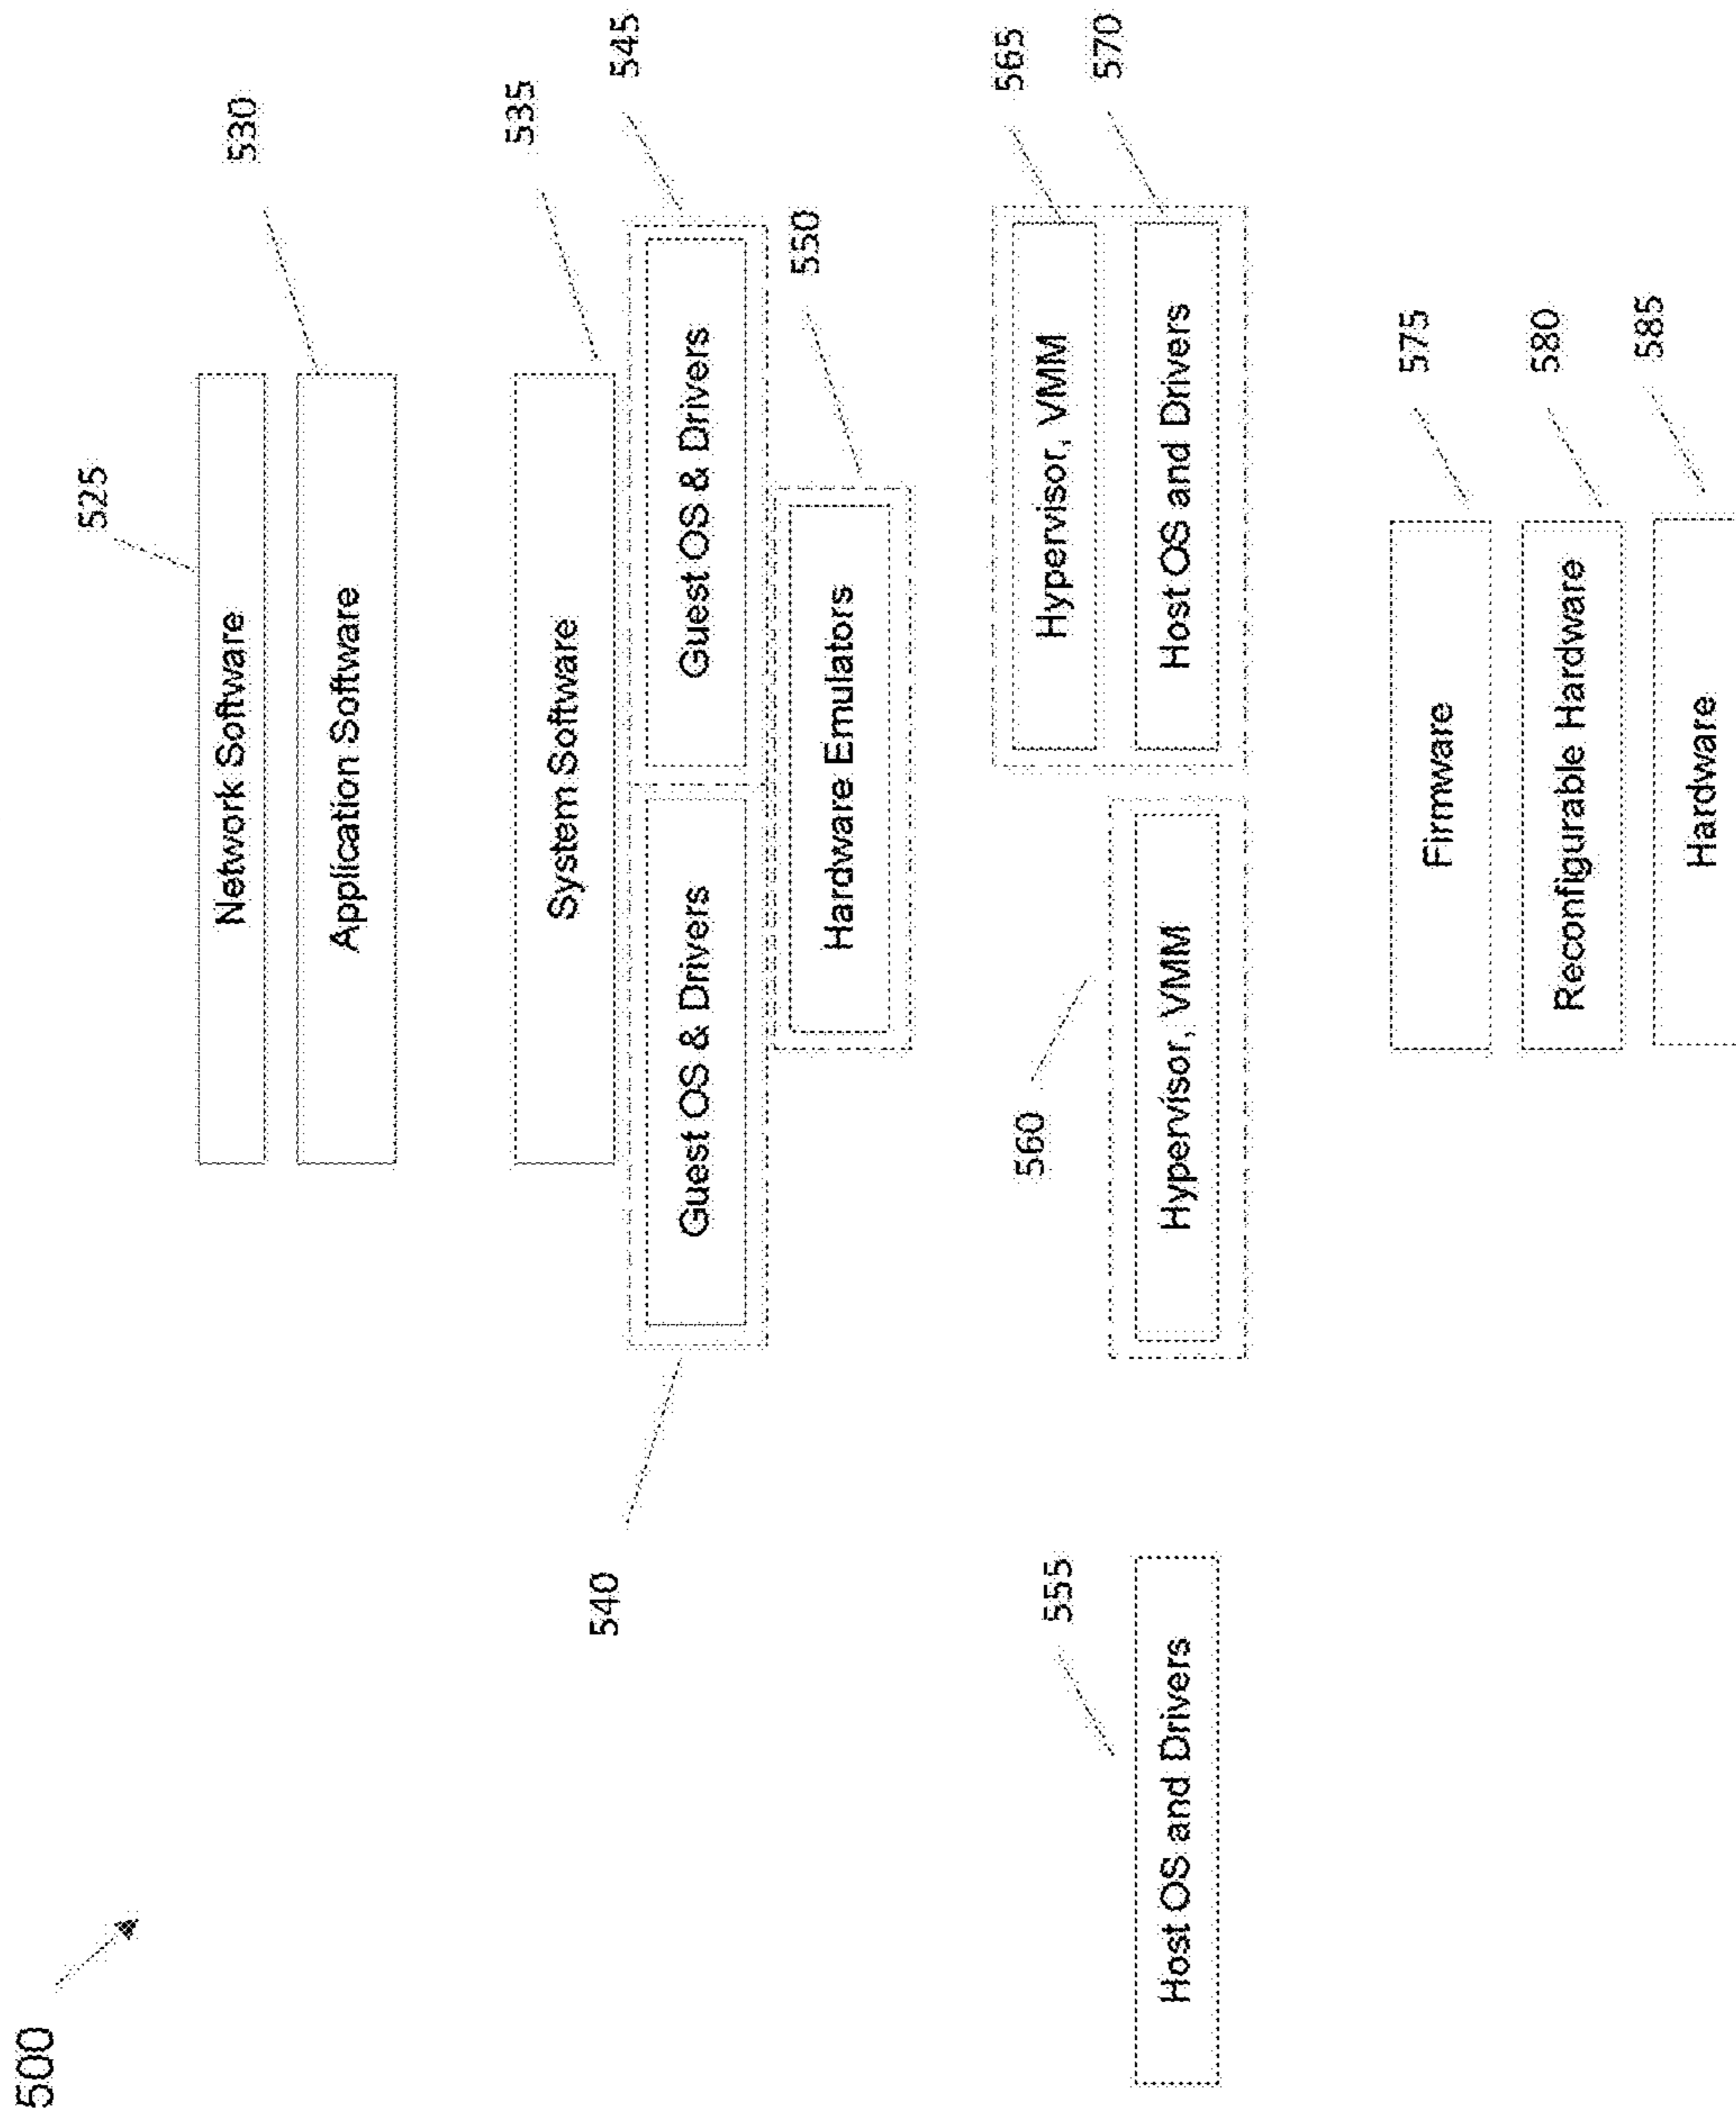 500
525
Network Software
530
Application Software
535
System Software
540
Guest OS & Drivers
Guest OS & Drivers
545
Hardware Emulators
550
555
Host OS and Drivers
560
Hypervisor, VMM
Hypervisor, VMM
565
Host OS and Drivers
570
Firmware
575
Reconfigurable Hardware
580
Hardware
585